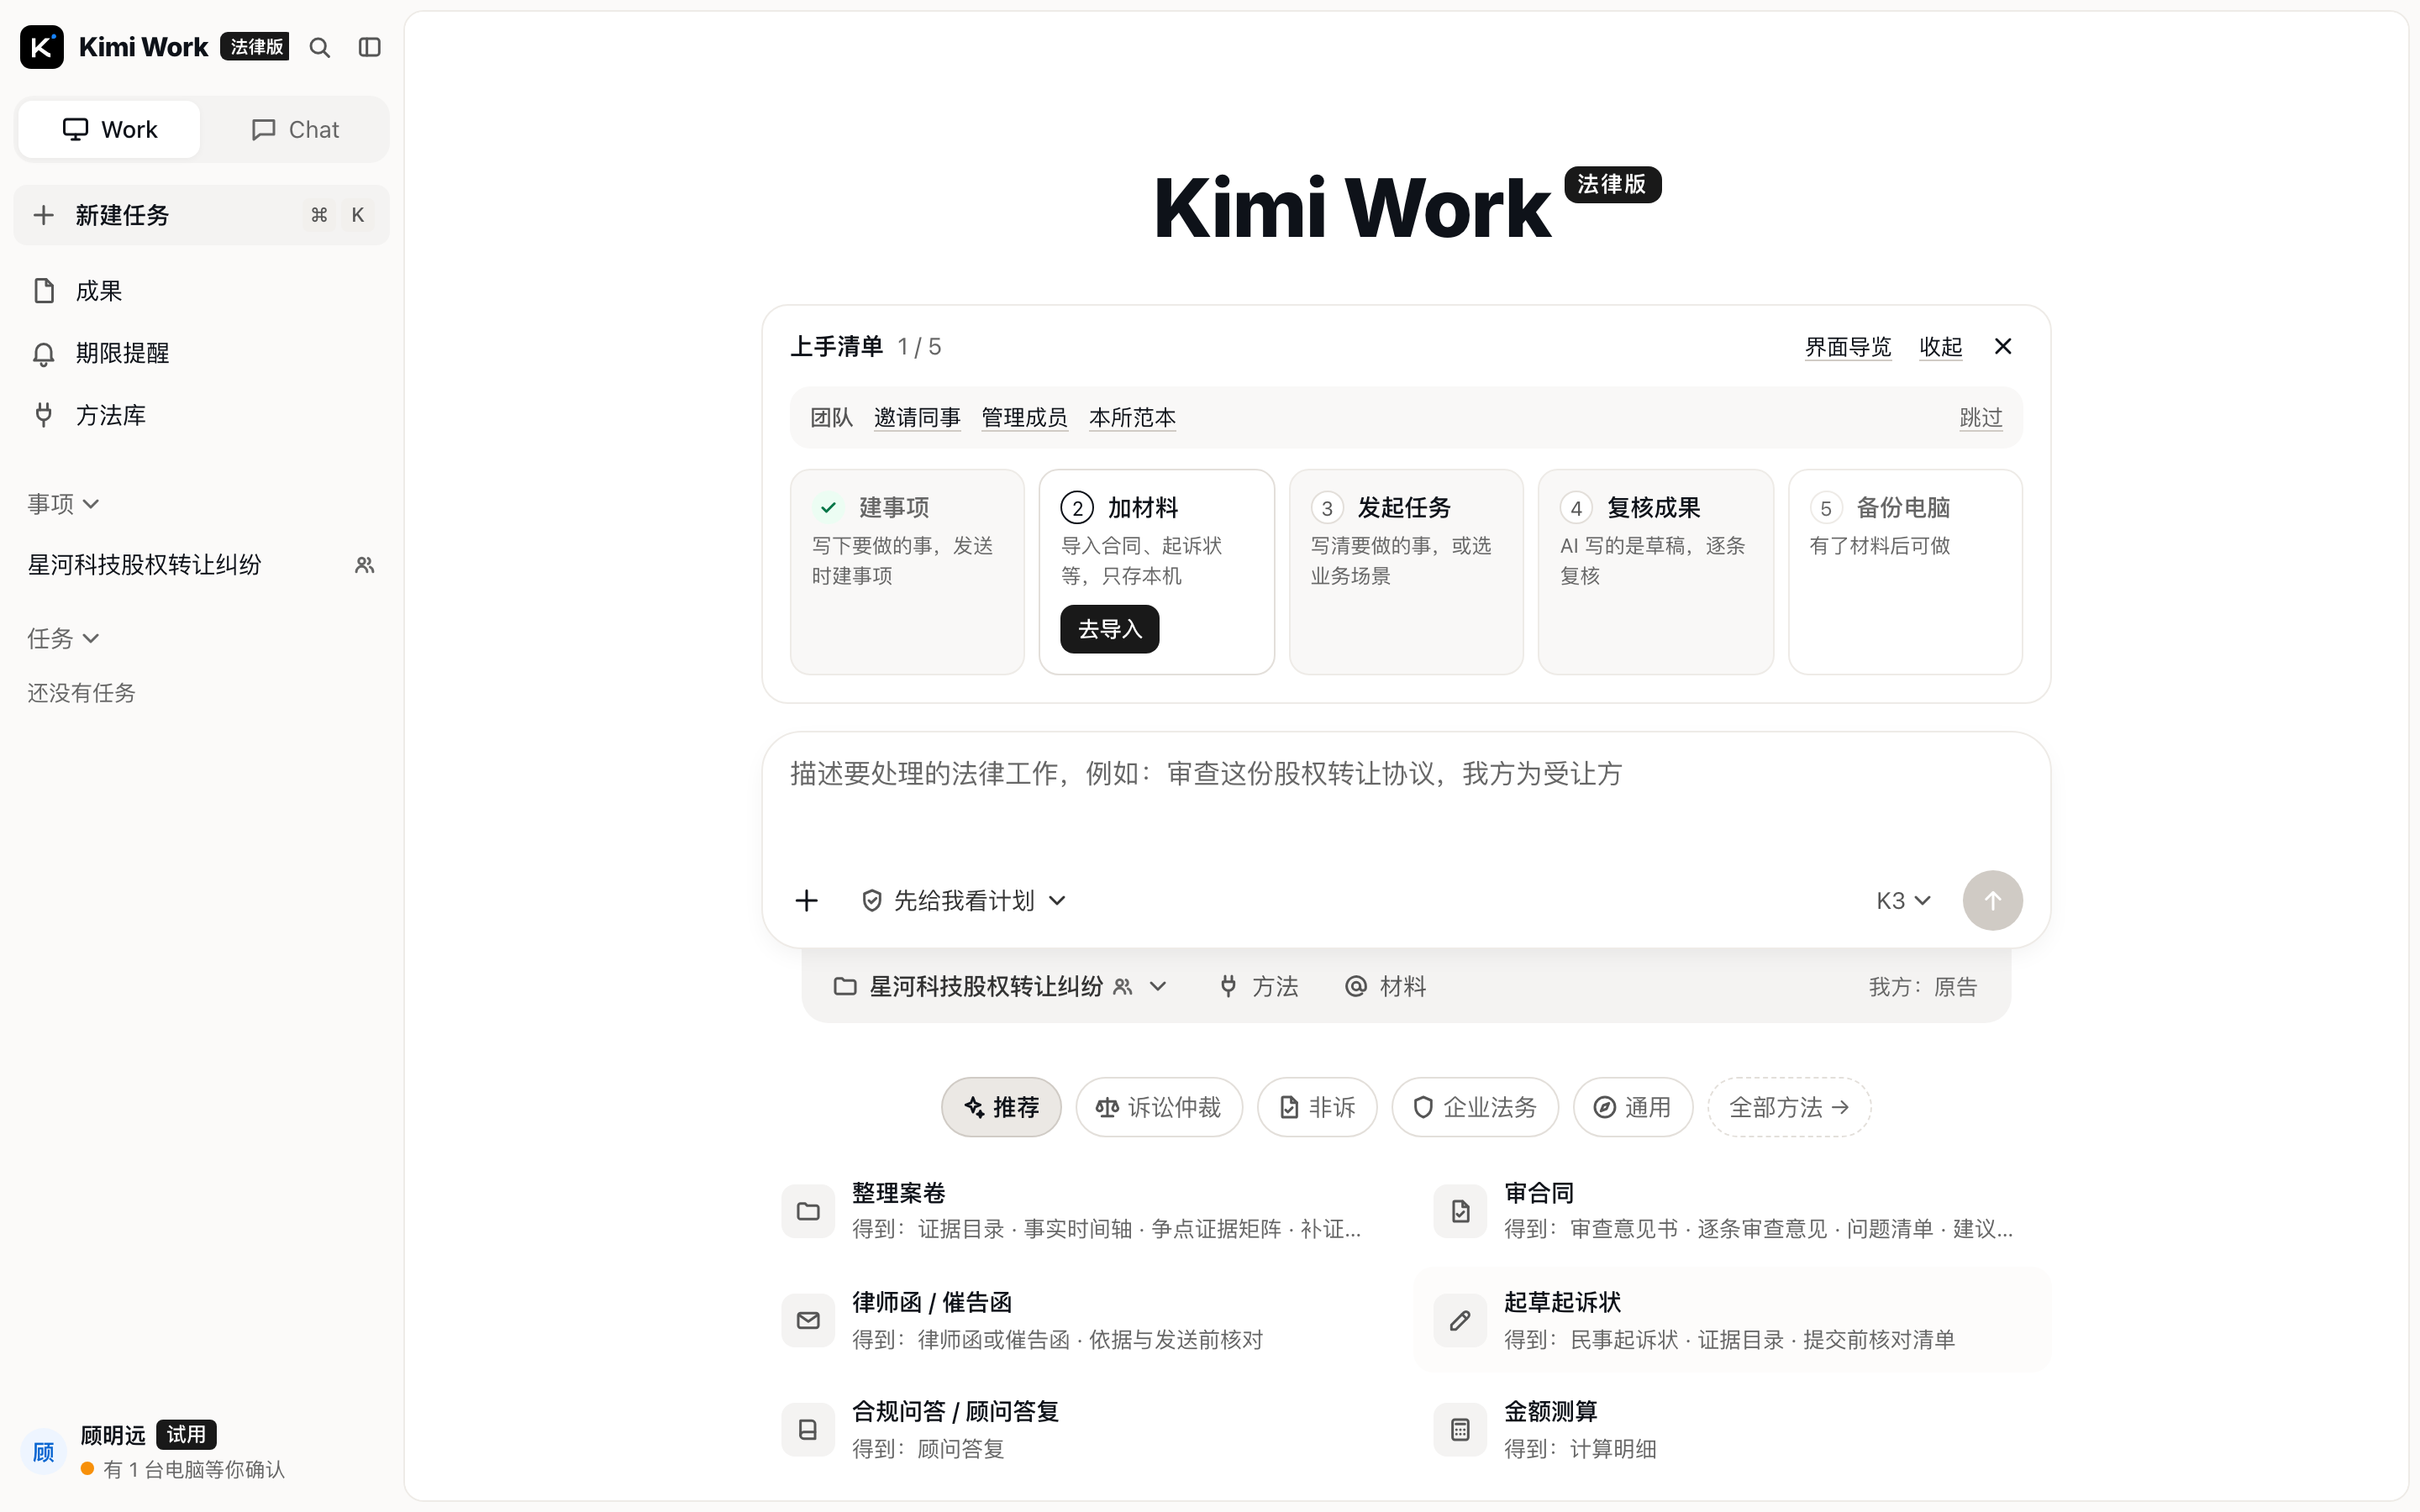 Kimi Work 法律版
Work
Chat
新建任务 ⌘ K
成果
期限提醒
方法库
事项
星河科技股权转让纠纷
任务
还没有任务
顾 顾明远 试用
有 1 台电脑等你确认
Kimi Work 法律版
上手清单 1 / 5 界面导览 收起
团队 邀请同事 管理成员 本所范本 跳过
建事项
写下要做的事，发送
时建事项
2 加材料
导入合同、起诉状
等，只存本机
去导入
3 发起任务
写清要做的事，或选
业务场景
4 复核成果
AI 写的是草稿，逐条
复核
5 备份电脑
有了材料后可做
描述要处理的法律工作，例如：审查这份股权转让协议，我方为受让方
先给我看计划 K3
星河科技股权转让纠纷 方法 材料 我方：原告
推荐 诉讼仲裁 非诉 企业法务 通用 全部方法 →
整理案卷
得到：证据目录 · 事实时间轴 · 争点证据矩阵 · 补证...
审合同
得到：审查意见书 · 逐条审查意见 · 问题清单 · 建议...
律师函 / 催告函
得到：律师函或催告函 · 依据与发送前核对
起草起诉状
得到：民事起诉状 · 证据目录 · 提交前核对清单
合规问答 / 顾问答复
得到：顾问答复
金额测算
得到：计算明细